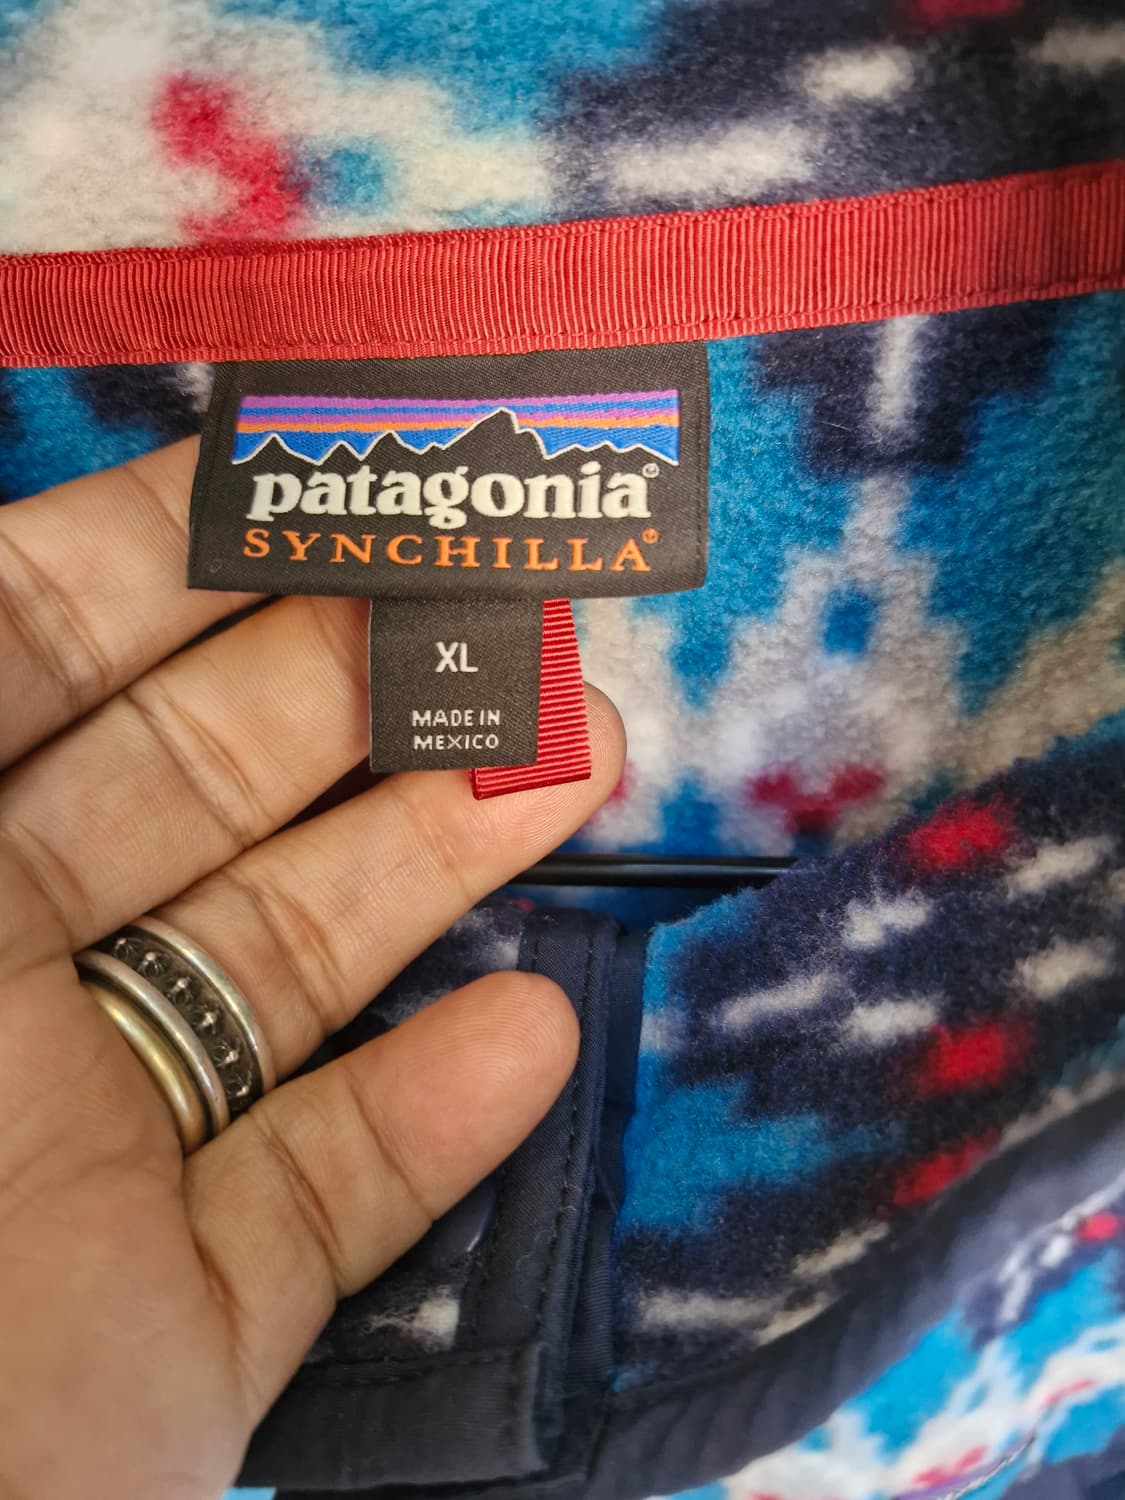 patagonia®
SYNCHILLA®
XL
MADE IN
MEXICO